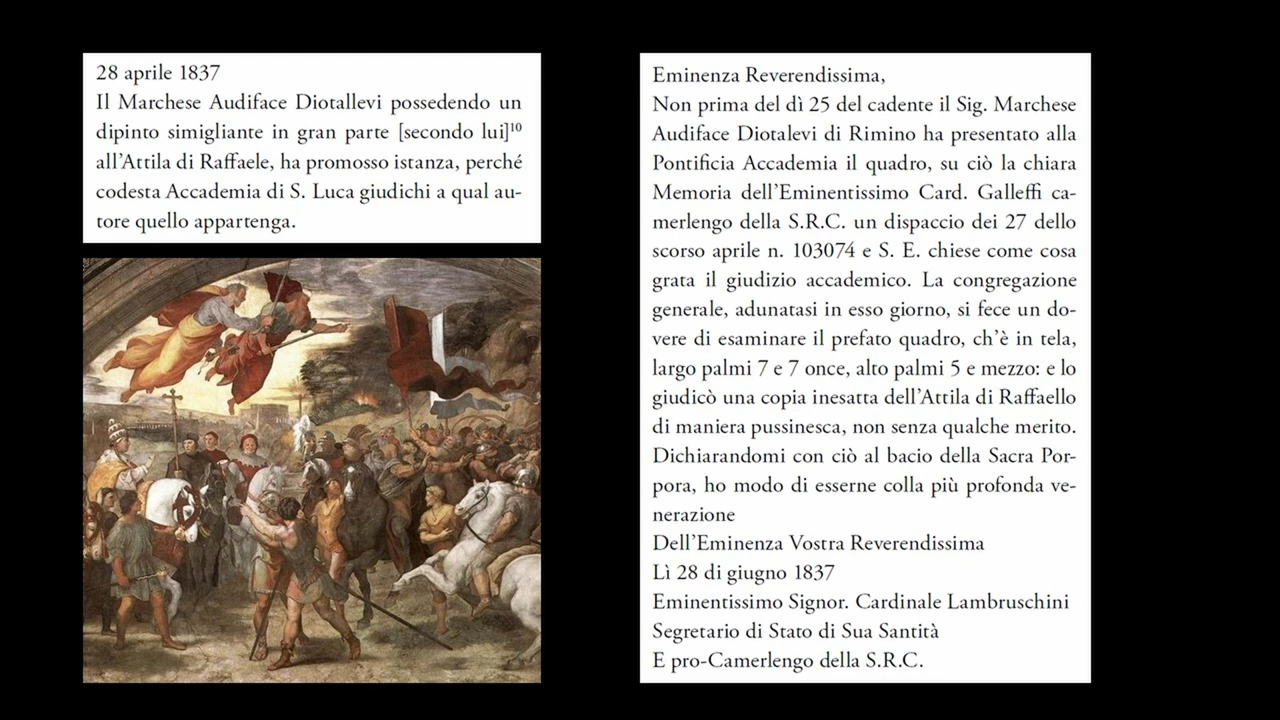 28 aprile 1837
Il Marchese Audiface Diotallevi possedendo un
dipinto simigliante in gran parte [secondo lui]¹⁰
all’Attila di Raffaele, ha promosso istanza, perché
codesta Accademia di S. Luca giudichi a qual au-
tore quello appartenga.
Eminenza Reverendissima,
Non prima del dì 25 del cadente il Sig. Marchese
Audiface Diotalevi di Rimino ha presentato alla
Pontificia Accademia il quadro, su ciò la chiara
Memoria dell’Eminentissimo Card. Galleffi ca-
merlengo della S.R.C. un dispaccio dei 27 dello
scorso aprile n. 103074 e S. E. chiese come cosa
grata il giudizio accademico. La congregazione
generale, adunatasi in esso giorno, si fece un do-
vere di esaminare il prefato quadro, ch’è in tela,
largo palmi 7 e 7 once, alto palmi 5 e mezzo: e lo
giudicò una copia inesatta dell’Attila di Raffaello
di maniera pussinesca, non senza qualche merito.
Dichiarandomi con ciò al bacio della Sacra Por-
pora, ho modo di esserne colla più profonda ve-
nerazione
Dell’Eminenza Vostra Reverendissima
Lì 28 di giugno 1837
Eminentissimo Signor. Cardinale Lambruschini
Segretario di Stato di Sua Santità
E pro-Camerlengo della S.R.C.